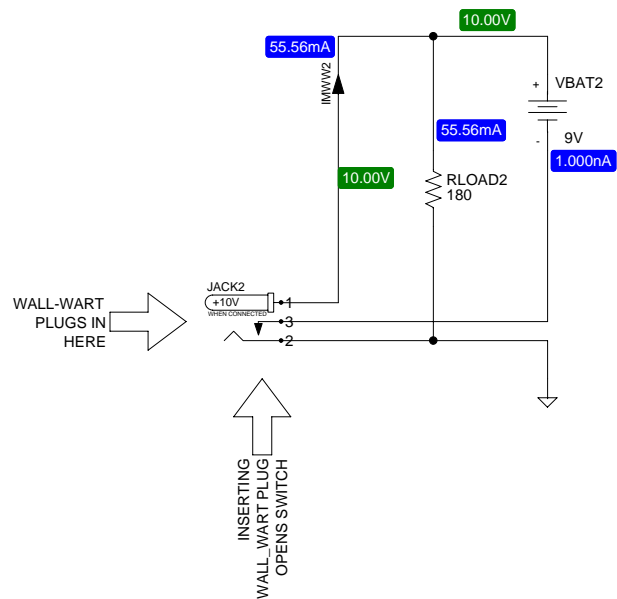 10.00V
55.56mA
IMWW2
+ VBAT2
55.56mA
9V
-
1.000nA
10.00V
RLOAD2
180
JACK2
+10V
1
WHEN CONNECTED
3
2
WALL-WART
PLUGS IN
HERE
INSERTING
WALL_WART PLUG
OPENS SWITCH